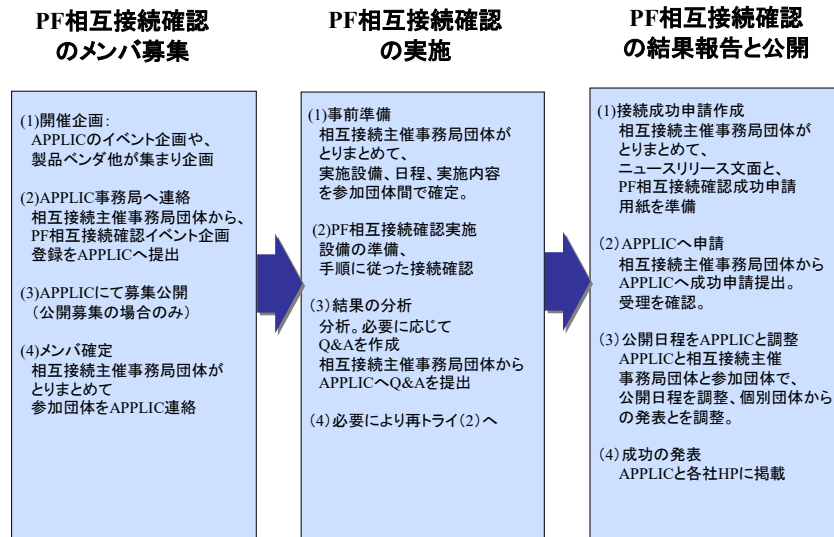 PF相互接続確認
のメンバ募集
(1)開催企画:
APPLICのイベント企画や、
製品ベンダ他が集まり企画
(2)APPLIC事務局へ連絡
相互接続主催事務局団体から、
PF相互接続確認イベント企画
登録をAPPLICへ提出
(3)APPLICにて募集公開
(公開募集の場合のみ)
(4)メンバ確定
相互接続主催事務局団体が
とりまとめて
参加団体をAPPLIC連絡
PF相互接続確認
の実施
(1)事前準備
相互接続主催事務局団体が
とりまとめて、
実施設備、日程、実施内容
を参加団体間で確定。
(2)PF相互接続確認実施
設備の準備、
手順に従った接続確認
(3)結果の分析
分析。必要に応じて
Q&Aを作成
相互接続主催事務局団体から
APPLICへQ&Aを提出
(4)必要により再トライ(2)へ
PF相互接続確認
の結果報告と公開
(1)接続成功申請作成
相互接続主催事務局団体が
とりまとめて、
ニュースリリース文面と、
PF相互接続確認成功申請
用紙を準備
(2)APPLICへ申請
相互接続主催事務局団体から
APPLICへ成功申請提出。
受理を確認。
(3)公開日程をAPPLICと調整
APPLICと相互接続主催
事務局団体と参加団体で、
公開日程を調整、個別団体から
の発表とを調整。
(4)成功の発表
APPLICと各社HPに掲載